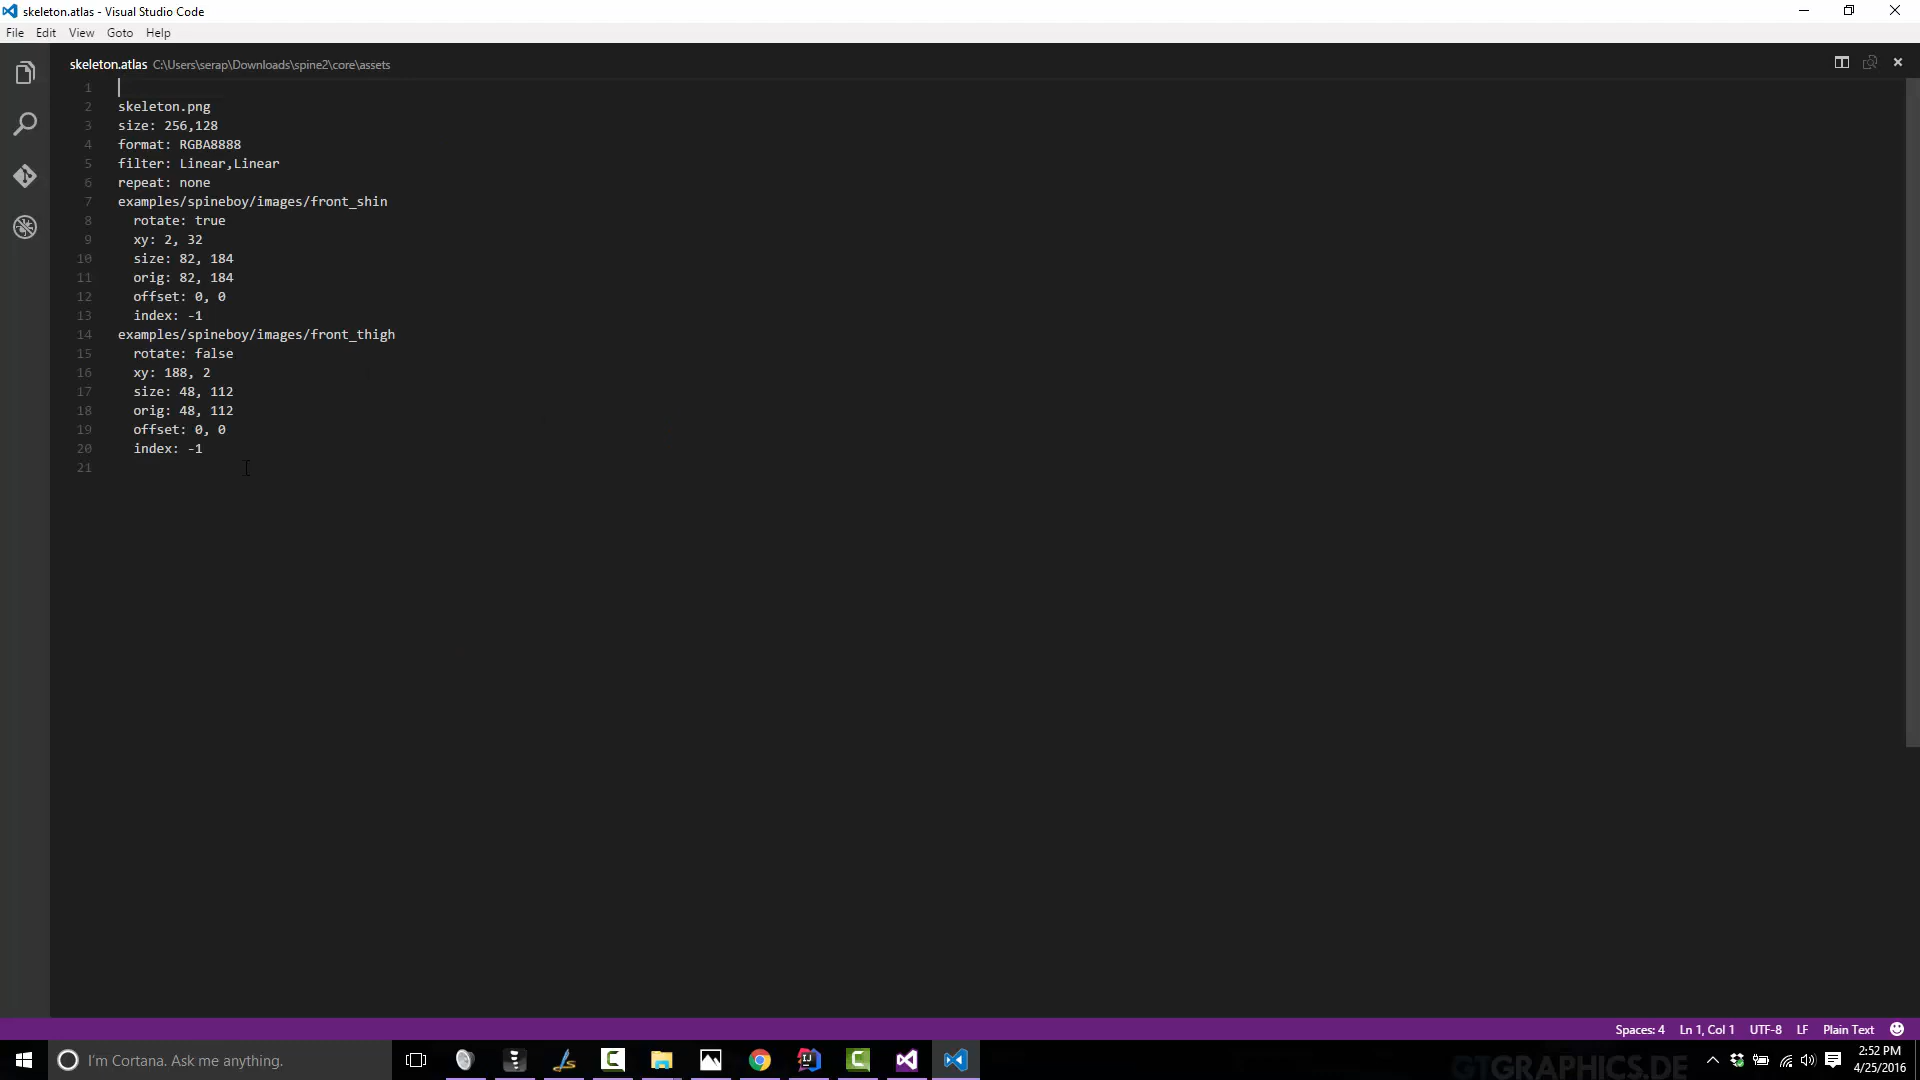 skeleton.atlas - Visual Studio Code
File Edit View Goto Help
skeleton.atlas C:\Users\serap\Downloads\spine2\core\assets
1
2 skeleton.png
3 size: 256,128
4 format: RGBA8888
5 filter: Linear,Linear
6 repeat: none
7 examples/spineboy/images/front_shin
8 rotate: true
9 xy: 2, 32
10 size: 82, 184
11 orig: 82, 184
12 offset: 0, 0
13 index: -1
14 examples/spineboy/images/front_thigh
15 rotate: false
16 xy: 188, 2
17 size: 48, 112
18 orig: 48, 112
19 offset: 0, 0
20 index: -1
21
Spaces: 4 Ln 1, Col 1 UTF-8 LF Plain Text
I'm Cortana. Ask me anything.
GTGRAPHICS.DE
2:52 PM
4/25/2016